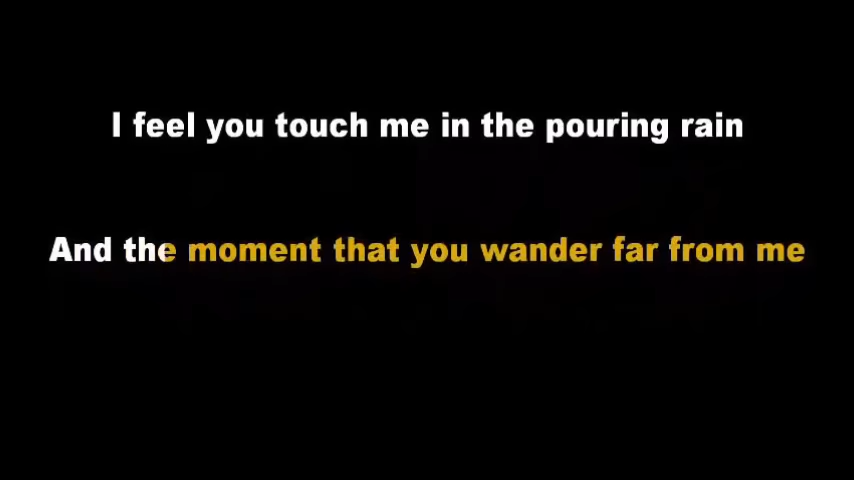 I feel you touch me in the pouring rain
And the moment that you wander far from me